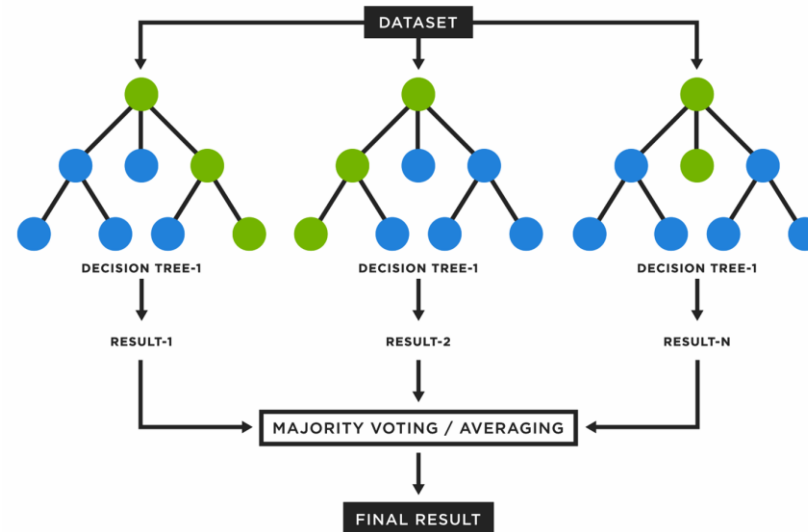 DATASET
DECISION TREE-1
DECISION TREE-1
DECISION TREE-1
RESULT-1
RESULT-2
RESULT-N
MAJORITY VOTING / AVERAGING
FINAL RESULT